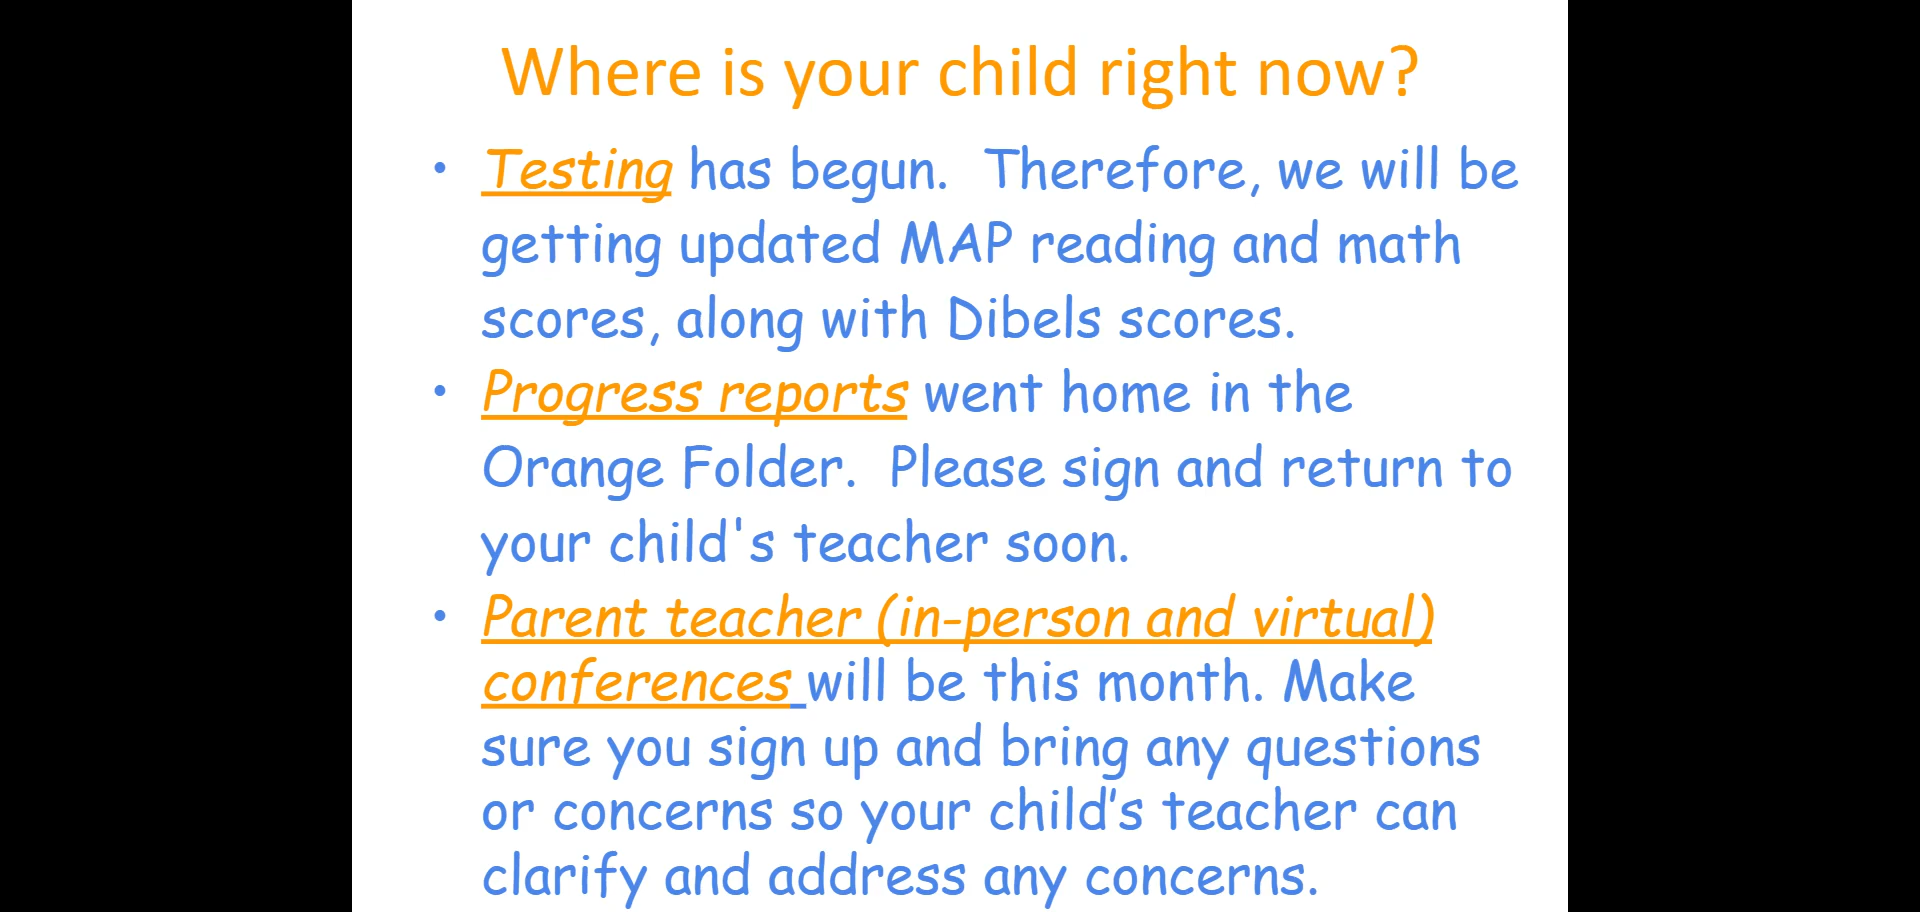 Where is your child right now?
• Testing has begun.  Therefore, we will be
getting updated MAP reading and math
scores, along with Dibels scores.
• Progress reports went home in the
Orange Folder.  Please sign and return to
your child's teacher soon.
• Parent teacher (in-person and virtual)
conferences will be this month. Make
sure you sign up and bring any questions
or concerns so your child’s teacher can
clarify and address any concerns.